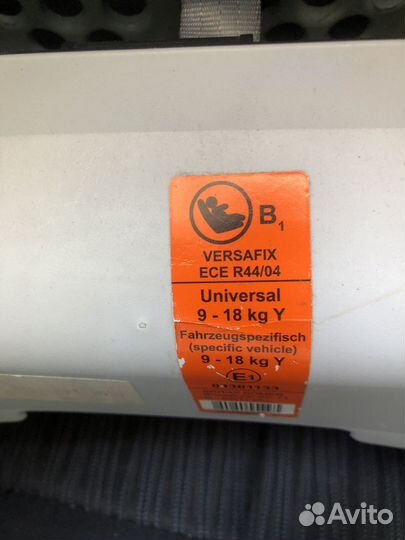 B1
VERSAFIX
ECE R44/04
Universal
9 - 18 kg Y
Fahrzeugspezifisch
(specific vehicle)
9 - 18 kg Y
E1
Avito